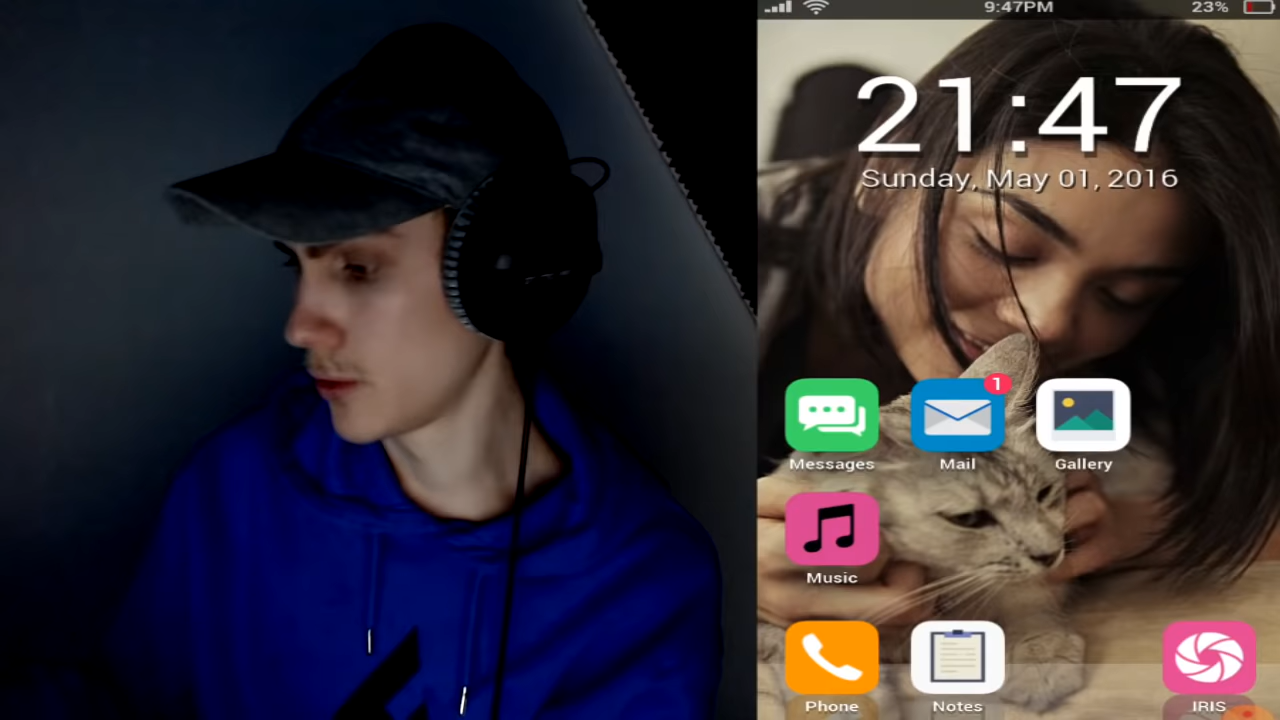 9:47PM
23%
21:47
Sunday, May 01, 2016
1
Messages
Mail
Gallery
Music
Phone
Notes
IRIS